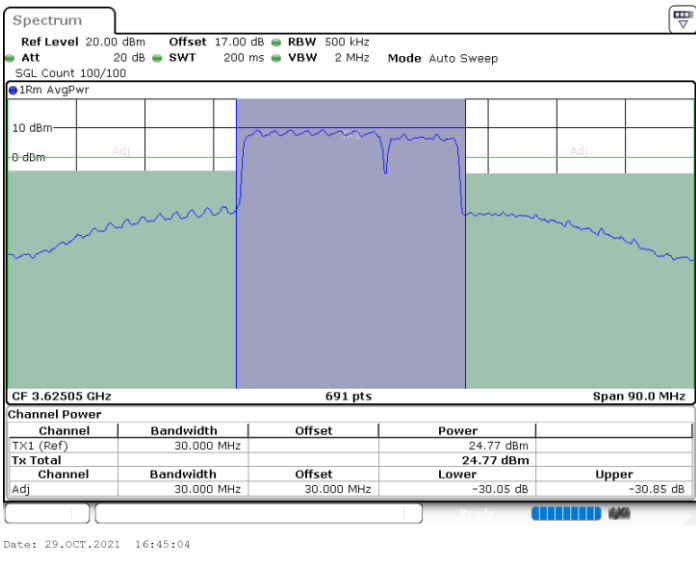 Spectrum
Ref Level 20.00 dBm Offset 17.00 dB RBW 500 kHz
Att 20 dB SWT 200 ms VBW 2 MHz Mode Auto Sweep
SGL Count 100/100
1Rm AvgPwr
10 dBm
0 dBm
Adj Adj
CF 3.62505 GHz 691 pts Span 90.0 MHz
Channel Power
Channel Bandwidth Offset Power
TX1 (Ref) 30.000 MHz 24.77 dBm
Tx Total 24.77 dBm
Channel Bandwidth Offset Lower Upper
Adj 30.000 MHz 30.000 MHz -30.05 dB -30.85 dB
Ready
Date: 29.OCT.2021 16:45:04